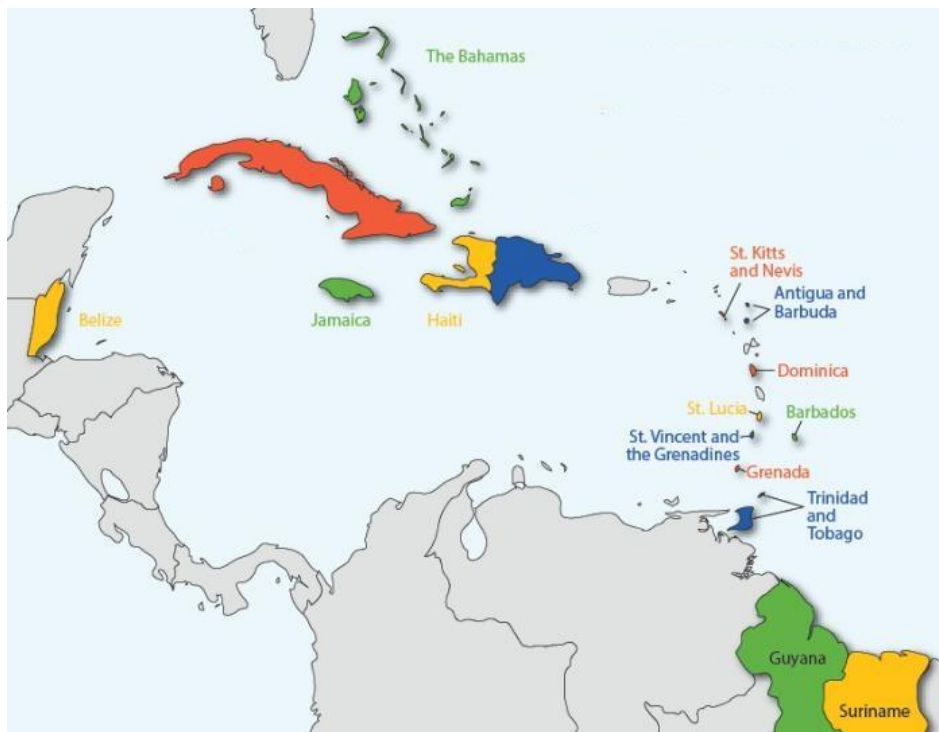 The Bahamas
St. Kitts
and Nevis
Antigua and
Barbuda
Belize
Jamaica
Haiti
Dominica
St. Lucia
Barbados
St. Vincent and
the Grenadines
Grenada
Trinidad
and
Tobago
Guyana
Suriname